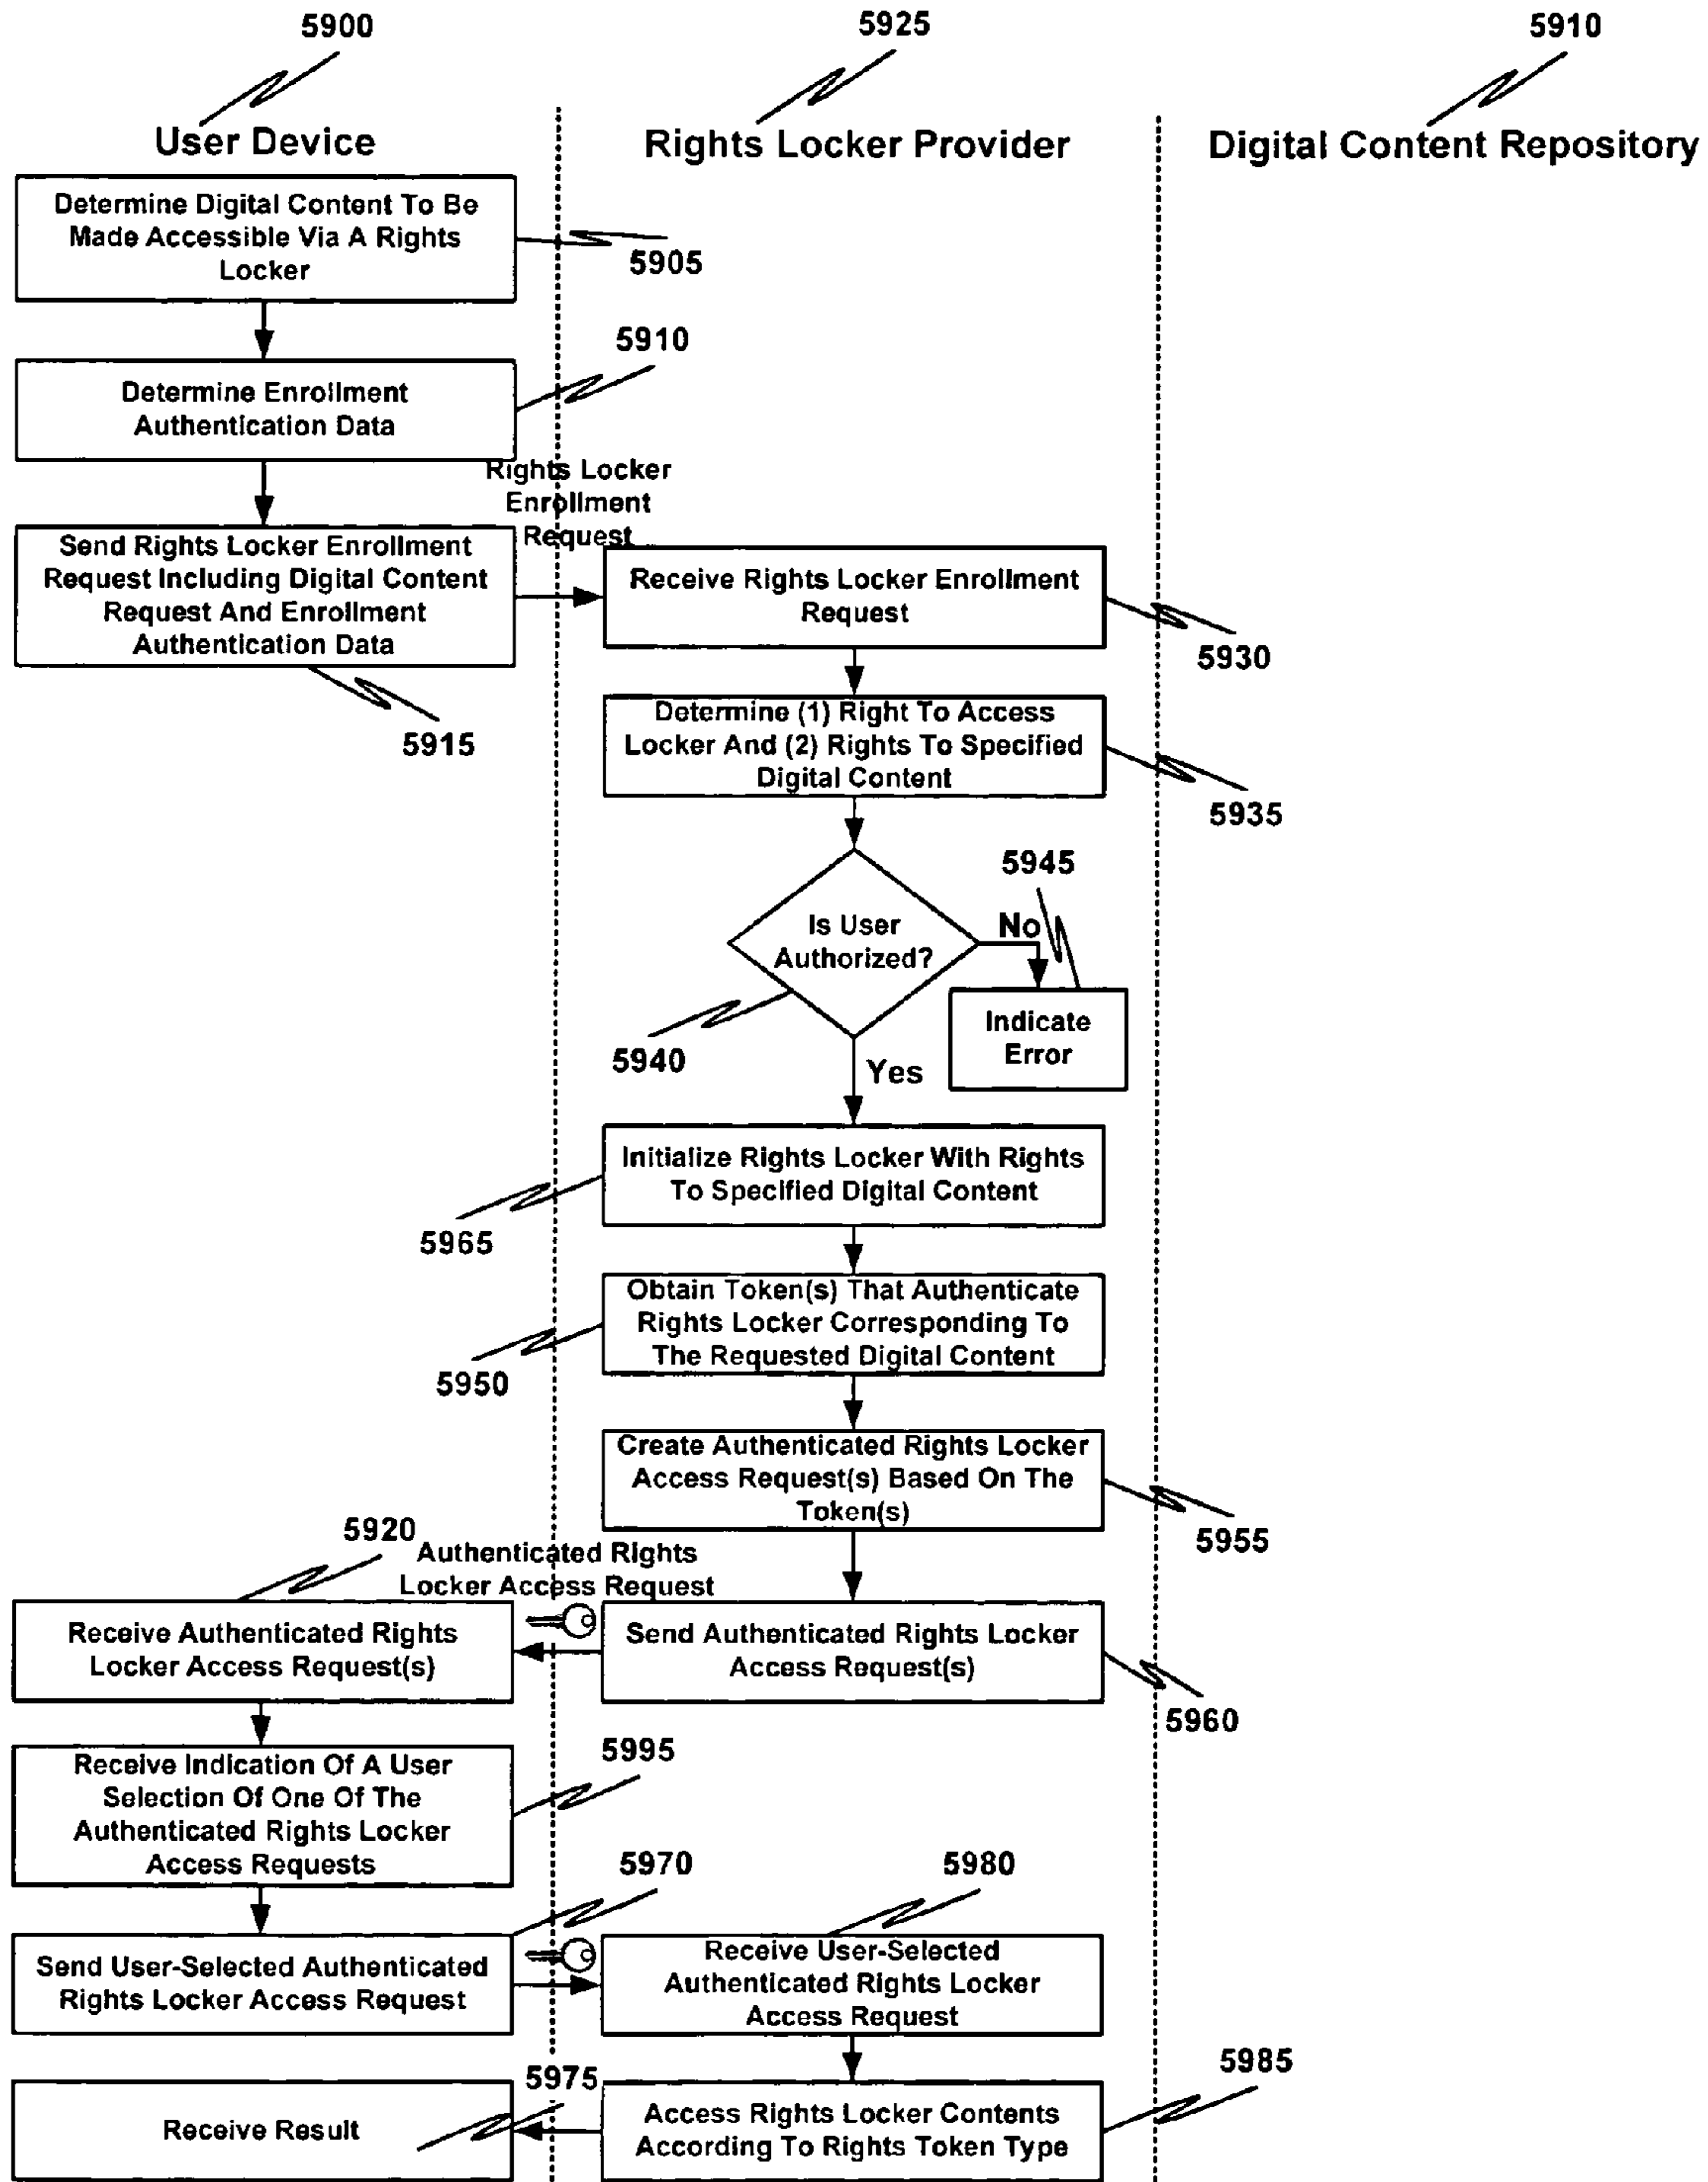 5900
5925
5910
User Device
Rights Locker Provider
Digital Content Repository
Determine Digital Content To Be
Made Accessible Via A Rights
Locker
5905
5910
Determine Enrollment
Authentication Data
Rights Locker
Enrollment
Request
Send Rights Locker Enrollment
Request Including Digital Content
Request And Enrollment
Authentication Data
5915
Receive Rights Locker Enrollment
Request
5930
Determine (1) Right To Access
Locker And (2) Rights To Specified
Digital Content
5935
5945
Is User
Authorized?
No
5940
Indicate
Error
Yes
Initialize Rights Locker With Rights
To Specified Digital Content
5965
Obtain Token(s) That Authenticate
Rights Locker Corresponding To
The Requested Digital Content
5950
Create Authenticated Rights Locker
Access Request(s) Based On The
Token(s)
5955
5920
Authenticated Rights
Locker Access Request
Receive Authenticated Rights
Locker Access Request(s)
Send Authenticated Rights Locker
Access Request(s)
5960
Receive Indication Of A User
Selection Of One Of The
Authenticated Rights Locker
Access Requests
5995
5970
5980
Send User-Selected Authenticated
Rights Locker Access Request
Receive User-Selected
Authenticated Rights Locker
Access Request
5975
5985
Receive Result
Access Rights Locker Contents
According To Rights Token Type